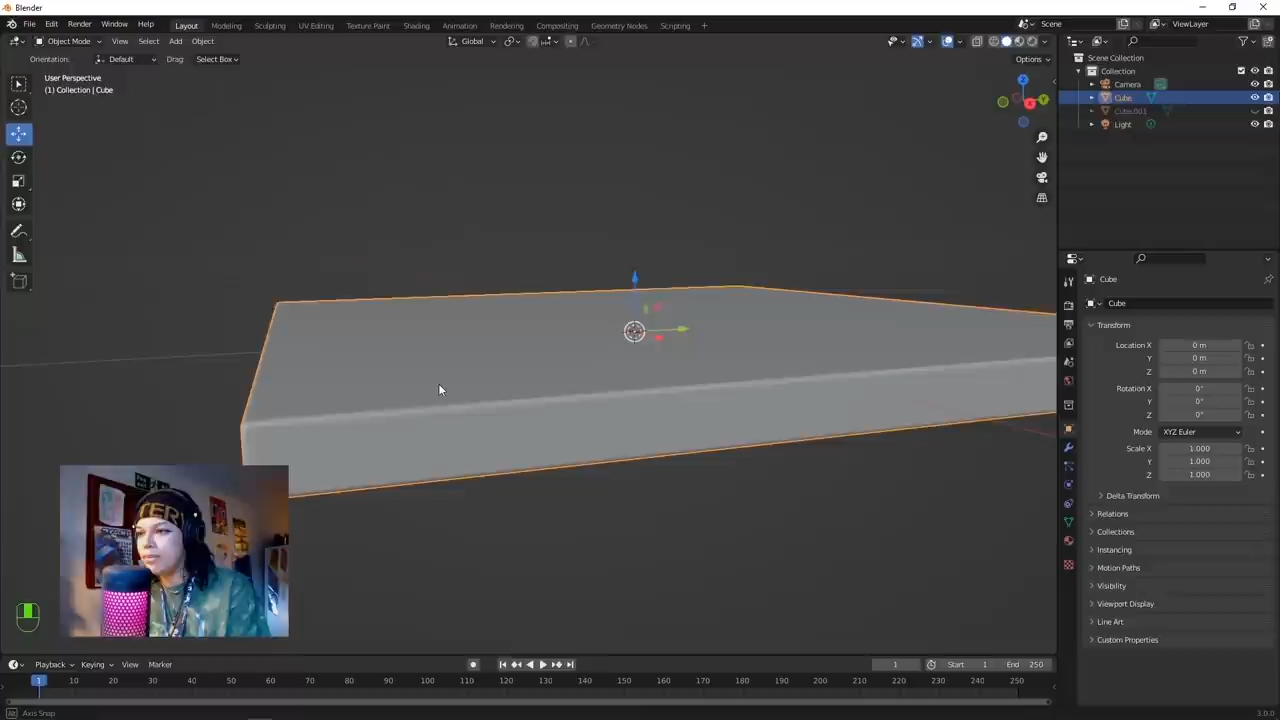 Blender
File Edit Render Window Help Layout Modeling Sculpting UV Editing Texture Paint Shading Animation Rendering Compositing Geometry Nodes Scripting + Scene ViewLayer
Object Mode View Select Add Object Global
Orientation: Default Drag: Select Box Options
User Perspective
(1) Collection | Cube
Scene Collection
Collection
Camera
Cube
Cube.001
Light
Z
Y
X
Cube
Cube
Transform
Location X 0 m
Y 0 m
Z 0 m
Rotation X 0°
Y 0°
Z 0°
Mode XYZ Euler
Scale X 1.000
Y 1.000
Z 1.000
Delta Transform
Relations
Collections
Instancing
Motion Paths
Visibility
Viewport Display
Line Art
Custom Properties
TER
Playback Keying View Marker 1 Start 1 End 250
1 10 20 30 40 50 60 70 80 90 100 110 120 130 140 150 160 170 180 190 200 210 220 230 240 250
Axis Snap 3.0.0